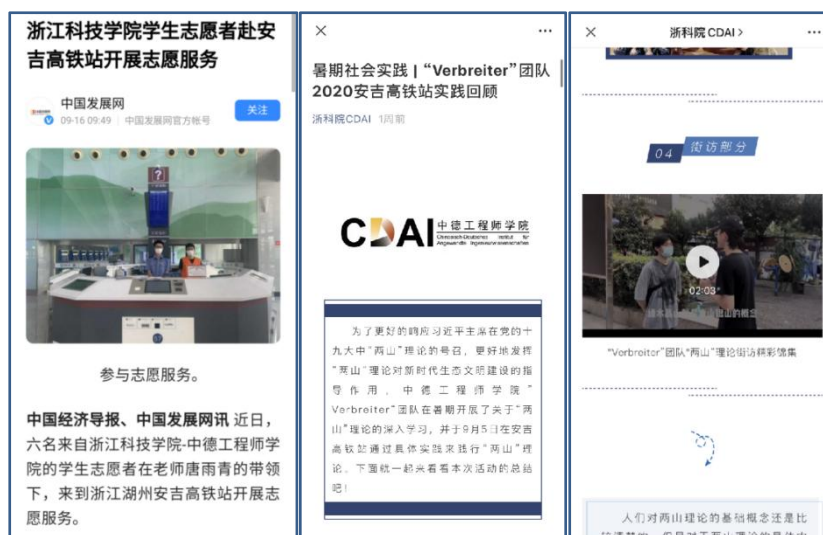 浙江科技学院学生志愿者赴安
吉高铁站开展志愿服务
中国发展网
09-16 09:49 中国发展网官方帐号
关注
?
参与志愿服务。
中国经济导报、中国发展网讯 近日，
六名来自浙江科技学院-中德工程师学
院的学生志愿者在老师唐雨青的带领
下，来到浙江湖州安吉高铁站开展志
愿服务。
暑期社会实践 | “Verbreiter”团队
2020安吉高铁站实践回顾
浙科院CDAI 1周前
CDAI 中德工程师学院
Chinesisch-Deutsches Institut für
Angewandte Ingenieurwissenschaften
为了更好的响应习近平主席在党的十
九大中“两山”理论的号召，更好地发挥
“两山”理论对新时代生态文明建设的指
导作用，中德工程师学院“
Verbreiter”团队在暑期开展了关于“两
山”理论的深入学习，并于9月5日在安吉
高铁站通过具体实践来践行“两山”理
论。下面就一起来看看本次活动的总结
吧！
浙科院CDAI >
04 街访部分
02:03
“Verbreiter”团队“两山”理论街访精彩锦集
人们对两山理论的基础概念还是比